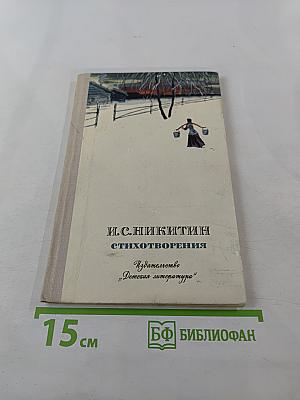 И.С.НИКИТИН
СТИХОТВОРЕНИЯ
Издательство
„Детская литература"
15 см
БФ БИБЛИОФАН